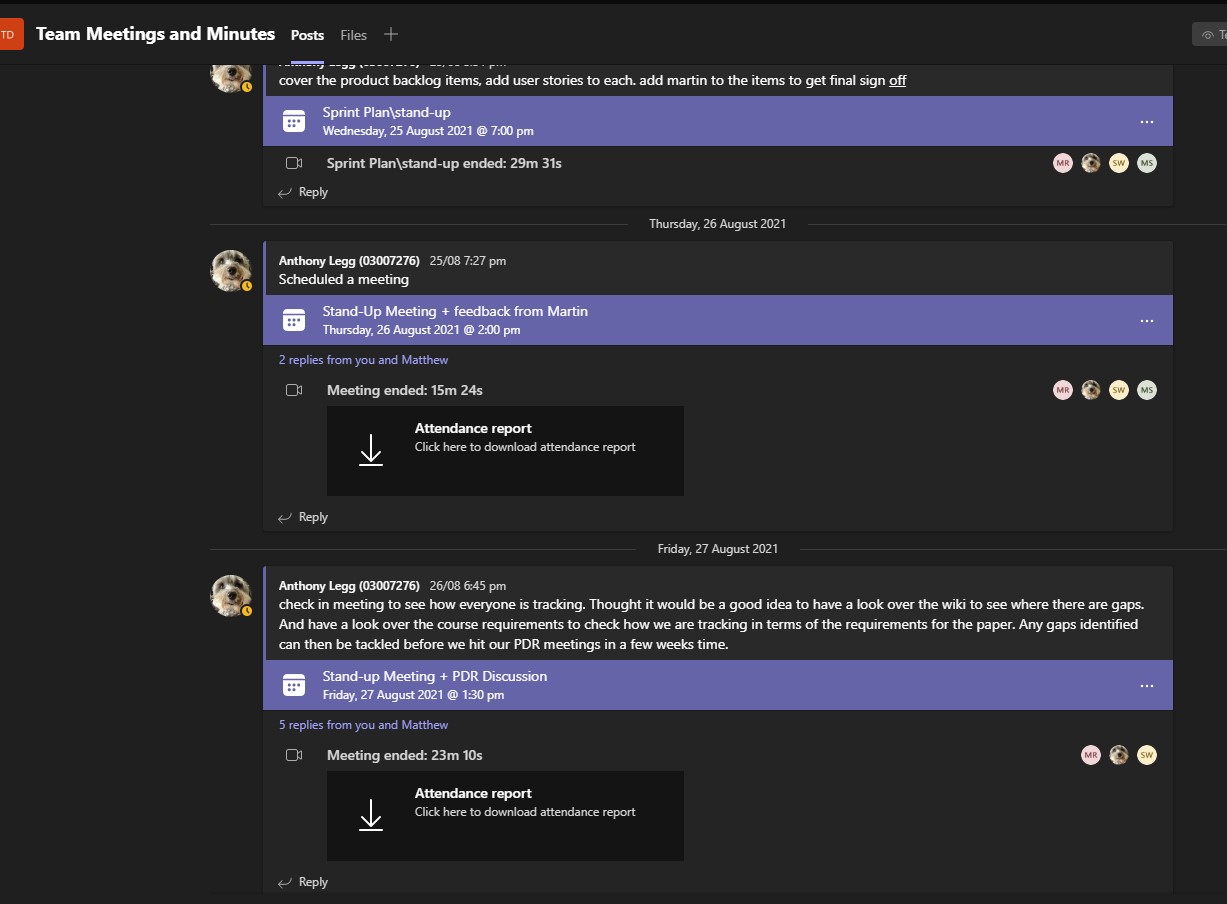 TD
Team Meetings and Minutes Posts Files
cover the product backlog items, add user stories to each. add martin to the items to get final sign off
Sprint Plan\stand-up
Wednesday, 25 August 2021 @ 7:00 pm
Sprint Plan\stand-up ended: 29m 31s
MR SW MS
Reply
Thursday, 26 August 2021
Anthony Legg (03007276) 25/08 7:27 pm
Scheduled a meeting
Stand-Up Meeting + feedback from Martin
Thursday, 26 August 2021 @ 2:00 pm
2 replies from you and Matthew
Meeting ended: 15m 24s
MR SW MS
Attendance report
Click here to download attendance report
Reply
Friday, 27 August 2021
Anthony Legg (03007276) 26/08 6:45 pm
check in meeting to see how everyone is tracking. Thought it would be a good idea to have a look over the wiki to see where there are gaps.
And have a look over the course requirements to check how we are tracking in terms of the requirements for the paper. Any gaps identified
can then be tackled before we hit our PDR meetings in a few weeks time.
Stand-up Meeting + PDR Discussion
Friday, 27 August 2021 @ 1:30 pm
5 replies from you and Matthew
Meeting ended: 23m 10s
MR SW
Attendance report
Click here to download attendance report
Reply